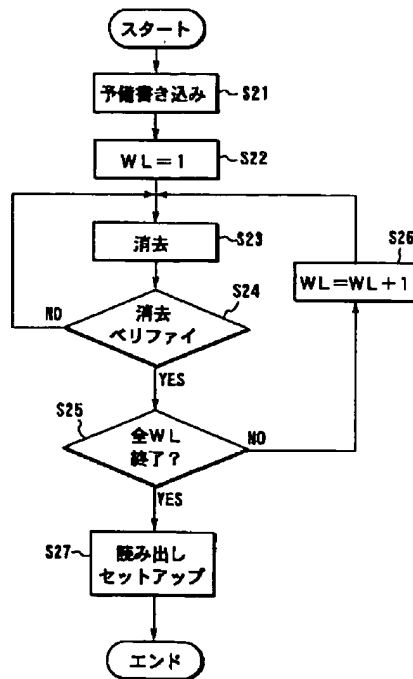 スタート
予備書き込み
S21
WL=1
S22
消去
S23
S26
WL=WL+1
S24
消去
ベリファイ
NO
YES
S25
全WL
終了?
NO
YES
S27
読み出し
セットアップ
エンド